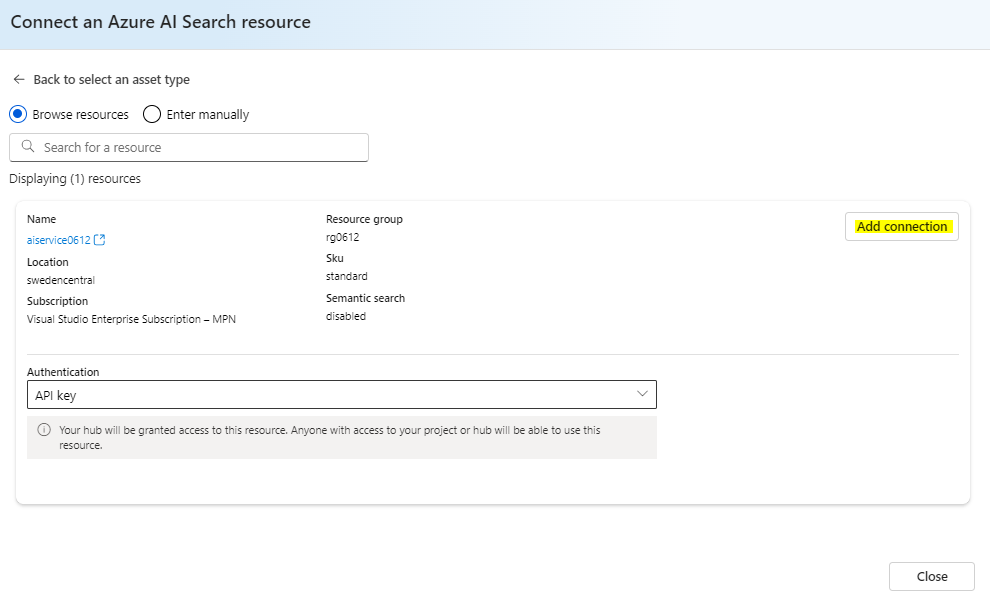 Connect an Azure AI Search resource
← Back to select an asset type
Browse resources Enter manually
Search for a resource
Displaying (1) resources
Name
aiservice0612
Location
swedencentral
Subscription
Visual Studio Enterprise Subscription – MPN
Resource group
rg0612
Sku
standard
Semantic search
disabled
Add connection
Authentication
API key
Your hub will be granted access to this resource. Anyone with access to your project or hub will be able to use this
resource.
Close